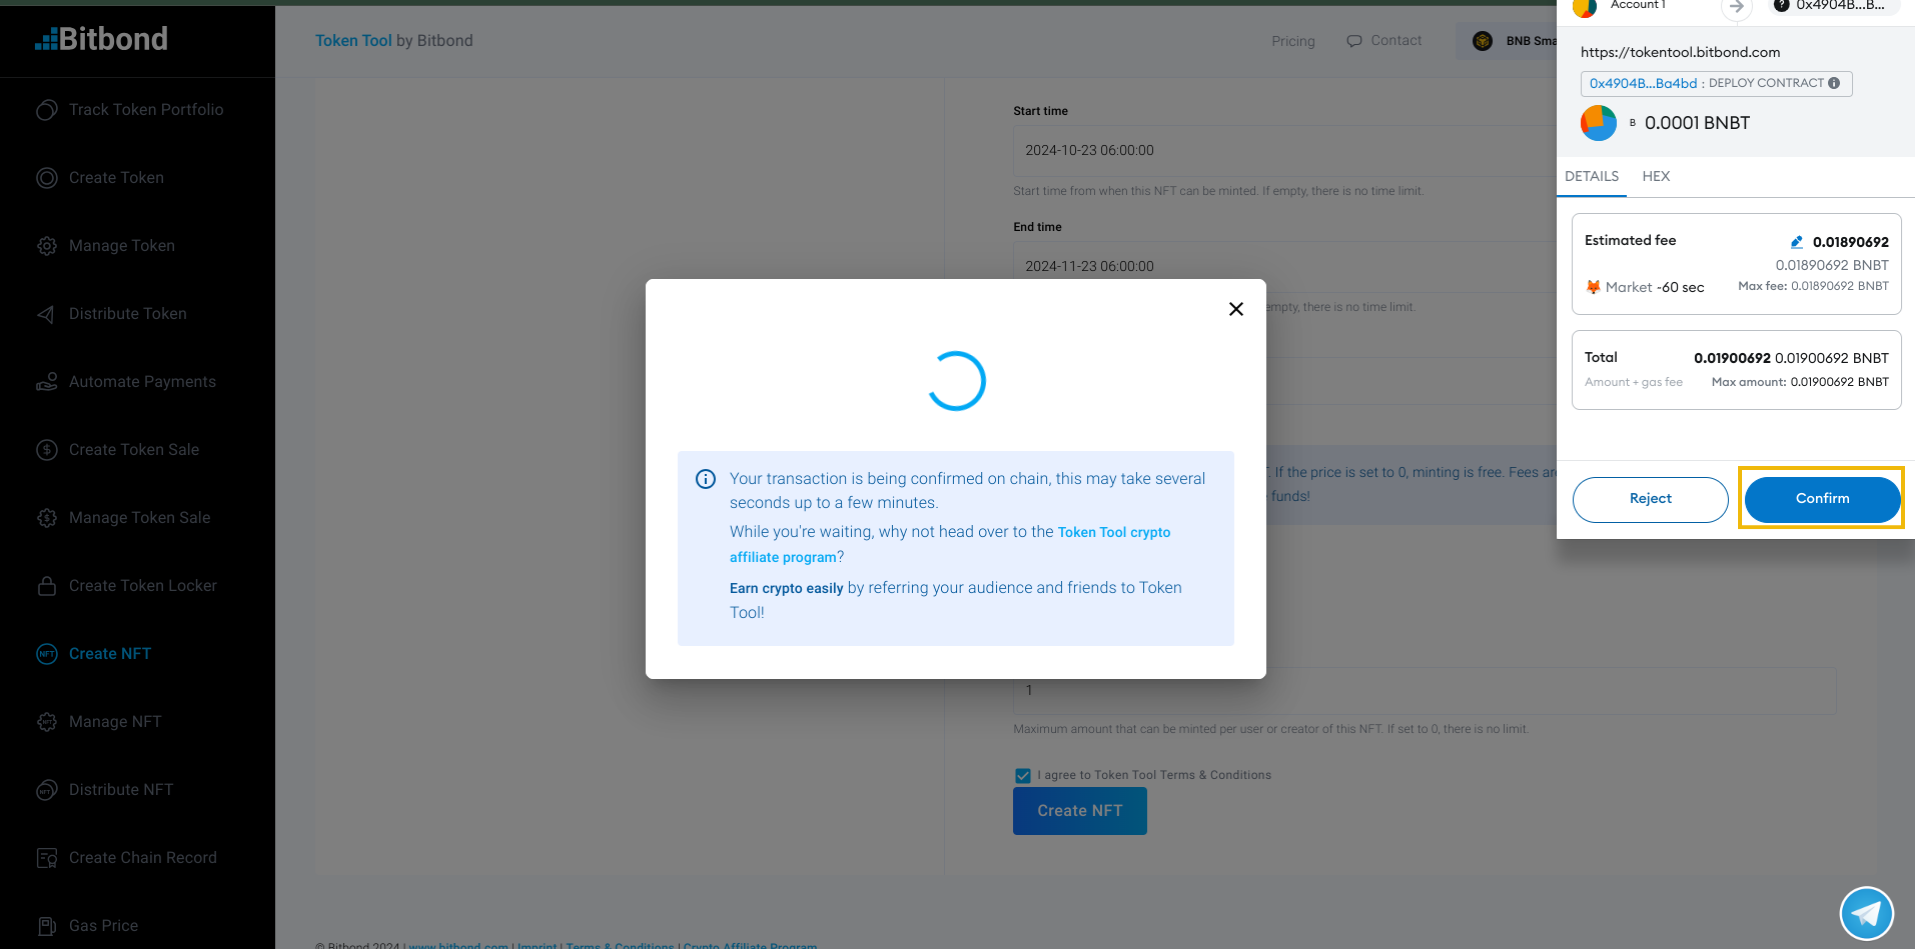 Bitbond
Track Token Portfolio
Create Token
Manage Token
Distribute Token
Automate Payments
Create Token Sale
Manage Token Sale
Create Token Locker
NFT Create NFT
Manage NFT
Distribute NFT
Create Chain Record
Gas Price
Token Tool by Bitbond
Pricing
Contact
BNB Sma
Start time
2024-10-23 06:00:00
Start time from when this NFT can be minted. If empty, there is no time limit.
End time
2024-11-23 06:00:00
empty, there is no time limit.
. If the price is set to 0, minting is free. Fees are
funds!
1
Maximum amount that can be minted per user or creator of this NFT. If set to 0, there is no limit.
I agree to Token Tool Terms & Conditions
Create NFT
© Bitbond 2024 | www.bitbond.com | Imprint | Terms & Conditions | Crypto Affiliate Program
Your transaction is being confirmed on chain, this may take several
seconds up to a few minutes.
While you're waiting, why not head over to the Token Tool crypto
affiliate program?
Earn crypto easily by referring your audience and friends to Token
Tool!
Account 1
0x4904B...B...
https://tokentool.bitbond.com
0x4904B...Ba4bd : DEPLOY CONTRACT
B 0.0001 BNBT
DETAILS HEX
Estimated fee 0.01890692
0.01890692 BNBT
Market ~60 sec Max fee: 0.01890692 BNBT
Total 0.01900692 0.01900692 BNBT
Amount + gas fee Max amount: 0.01900692 BNBT
Reject
Confirm